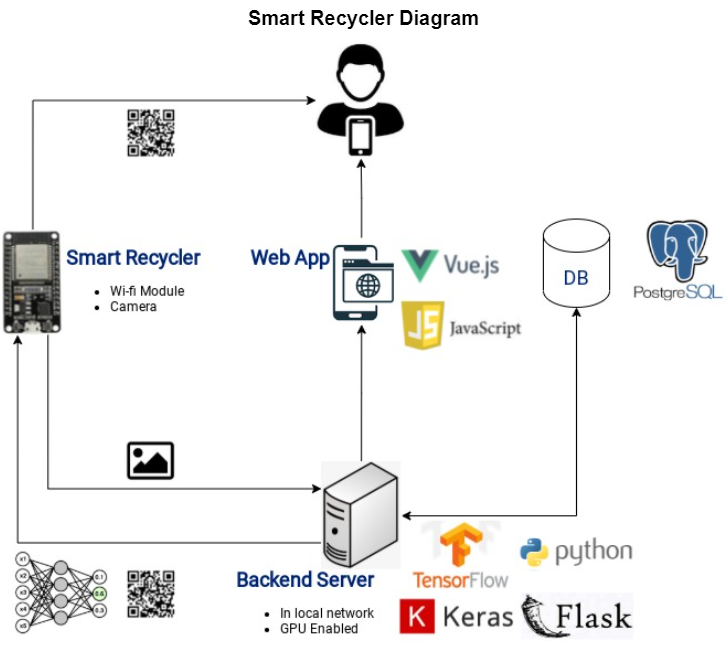 Smart Recycler Diagram
Smart Recycler
Wi-fi Module
Camera
Web App
Vue.js
JS JavaScript
DB
PostgreSQL
x1
x2
x3
x4
x5
0.1
0.6
0.3
Backend Server
In local network
GPU Enabled
TensorFlow
python
K Keras
Flask